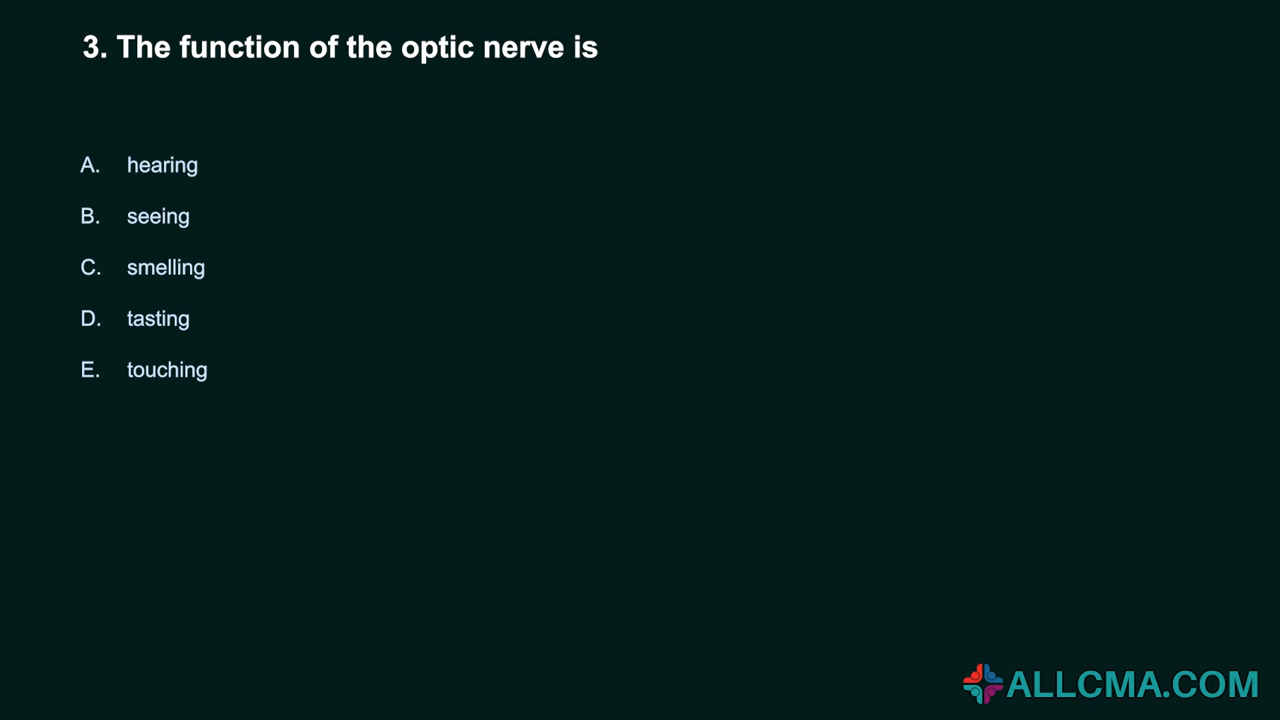 3. The function of the optic nerve is
A. hearing
B. seeing
C. smelling
D. tasting
E. touching
ALLCMA.COM